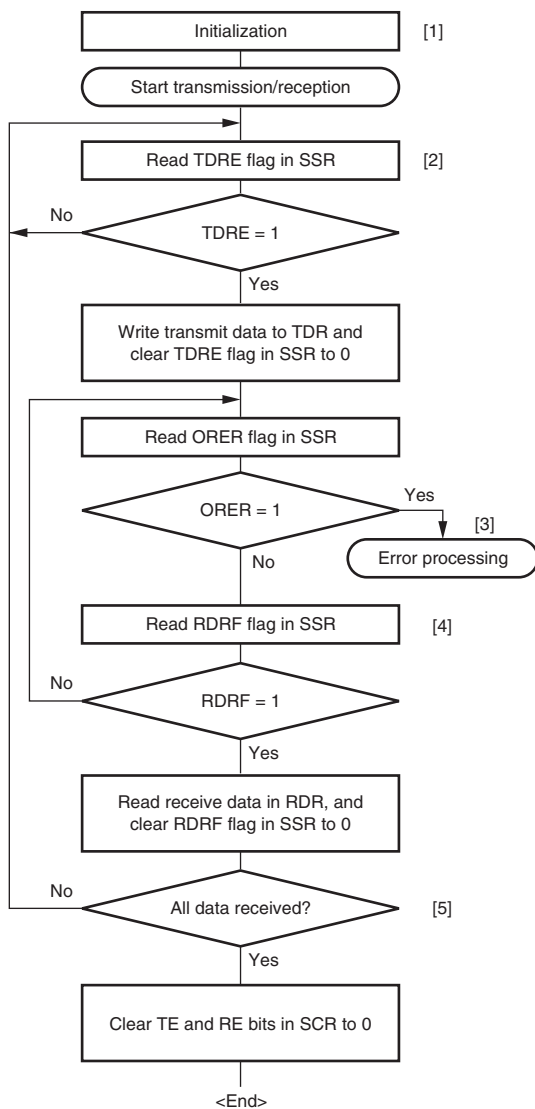 Initialization
[1]
Start transmission/reception
Read TDRE flag in SSR
[2]
No
TDRE = 1
Yes
Write transmit data to TDR and
clear TDRE flag in SSR to 0
Read ORER flag in SSR
ORER = 1
Yes
[3]
Error processing
No
Read RDRF flag in SSR
[4]
No
RDRF = 1
Yes
Read receive data in RDR, and
clear RDRF flag in SSR to 0
No
All data received?
[5]
Yes
Clear TE and RE bits in SCR to 0
<End>